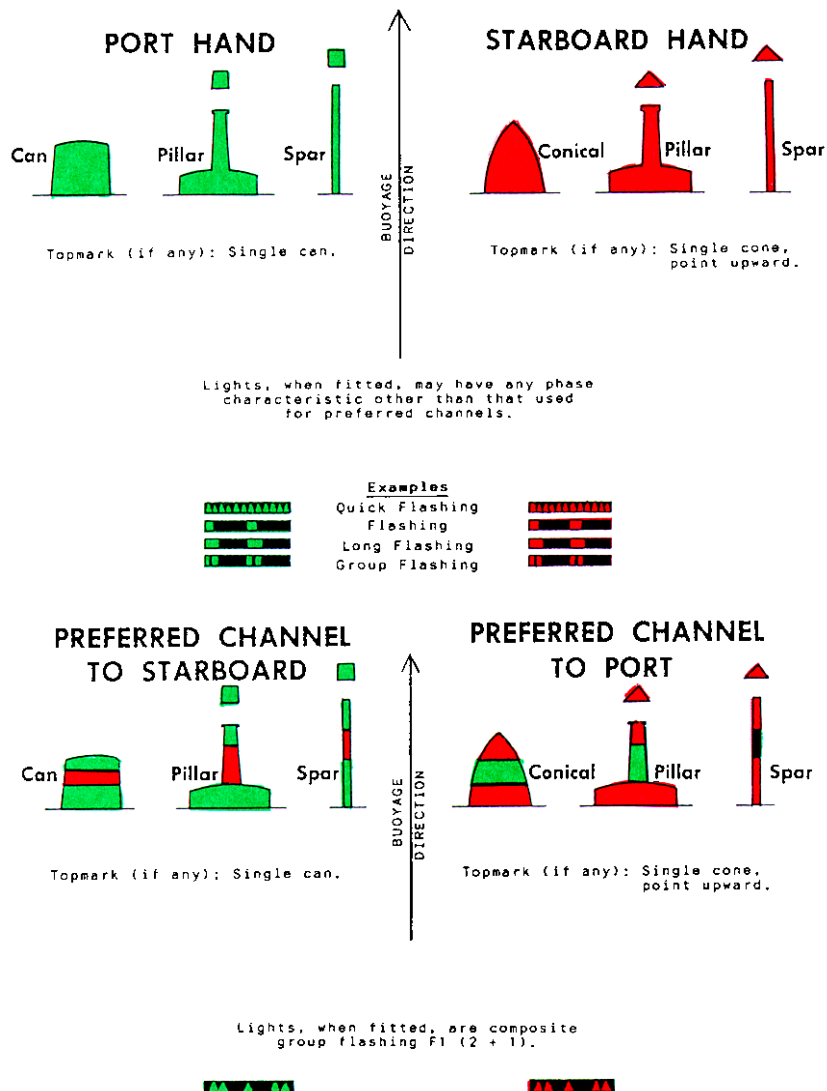 PORT HAND
Can
Pillar
Spar
Topmark (if any): Single can.
BUOYAGE
DIRECTION
STARBOARD HAND
Conical
Pillar
Spar
Topmark (if any): Single cone,
point upward.
Lights, when fitted, may have any phase
characteristic other than that used
for preferred channels.
Examples
Quick Flashing
Flashing
Long Flashing
Group Flashing
PREFERRED CHANNEL
TO STARBOARD
Can
Pillar
Spar
Topmark (if any): Single can.
BUOYAGE
DIRECTION
PREFERRED CHANNEL
TO PORT
Conical
Pillar
Spar
Topmark (if any): Single cone,
point upward.
Lights, when fitted, are composite
group flashing Fl (2 + 1).